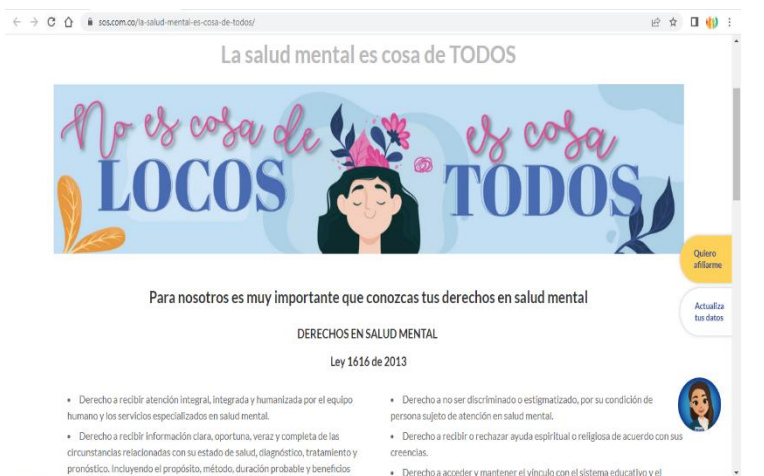 sos.com.co/la-salud-mental-es-cosa-de-todos/
La salud mental es cosa de TODOS
No es cosa de
LOCOS
es cosa
TODOS
Quiero
afiliarme
Actualiza
tus datos
Para nosotros es muy importante que conozcas tus derechos en salud mental
DERECHOS EN SALUD MENTAL
Ley 1616 de 2013
• Derecho a recibir atención integral, integrada y humanizada por el equipo
humano y los servicios especializados en salud mental.
• Derecho a recibir información clara, oportuna, veraz y completa de las
circunstancias relacionadas con su estado de salud, diagnóstico, tratamiento y
pronóstico. Incluyendo el propósito, método, duración probable y beneficios
• Derecho a no ser discriminado o estigmatizado, por su condición de
persona sujeto de atención en salud mental.
• Derecho a recibir o rechazar ayuda espiritual o religiosa de acuerdo con sus
creencias.
• Derecho a acceder y mantener el vínculo con el sistema educativo y el